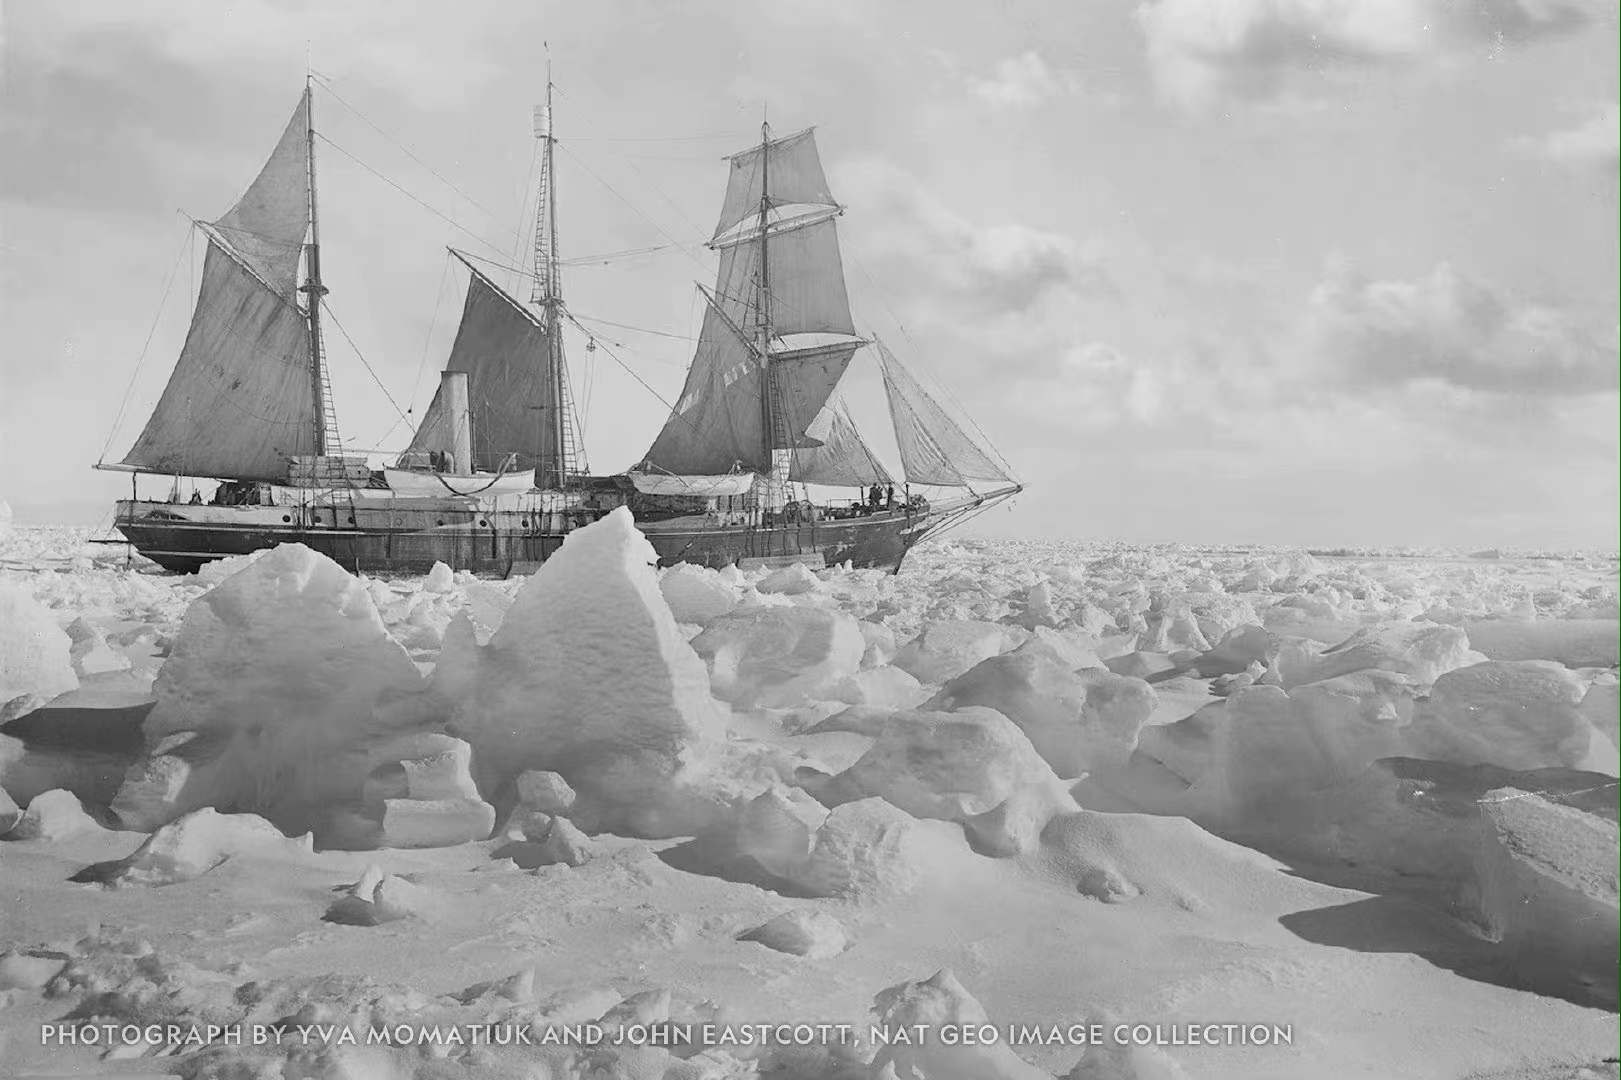 PHOTOGRAPH BY YVA MOMATIUK AND JOHN EASTCOTT, NAT GEO IMAGE COLLECTION